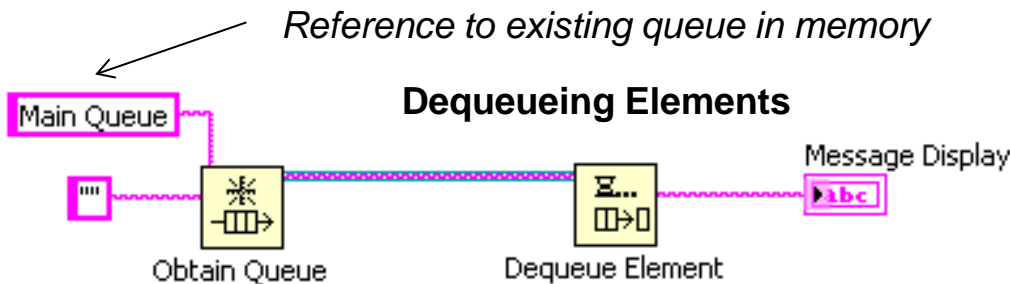 Reference to existing queue in memory
Dequeueing Elements
Main Queue
Message Display
abc
Obtain Queue
Dequeue Element